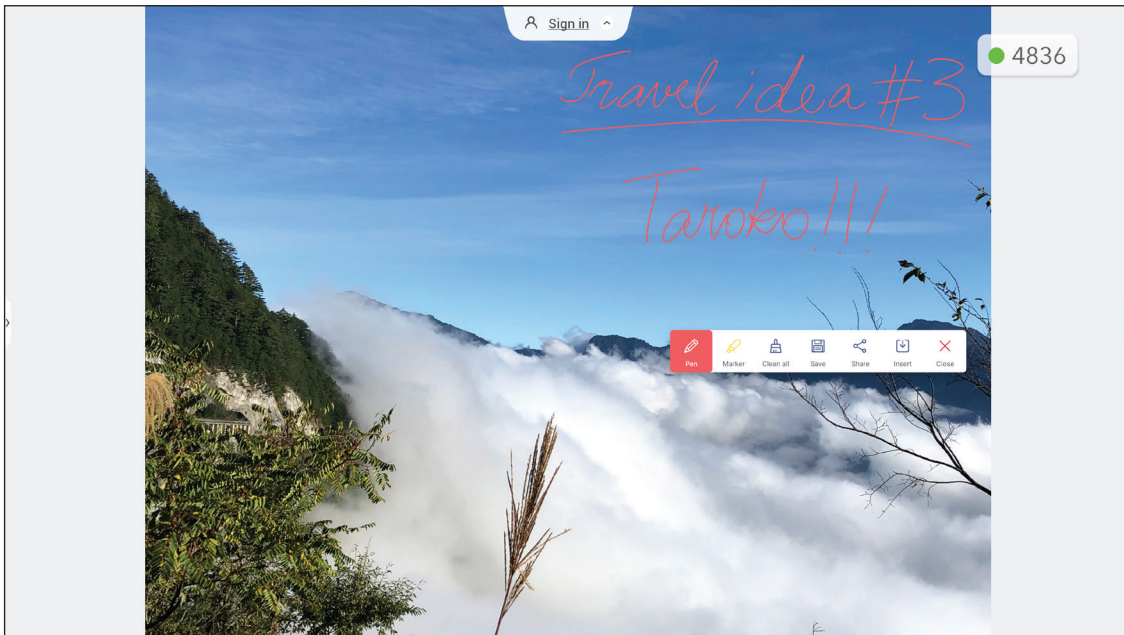 Sign in
4836
Travel idea #3
Taroko!!!
Pen Marker Clean all Save Share Insert Close